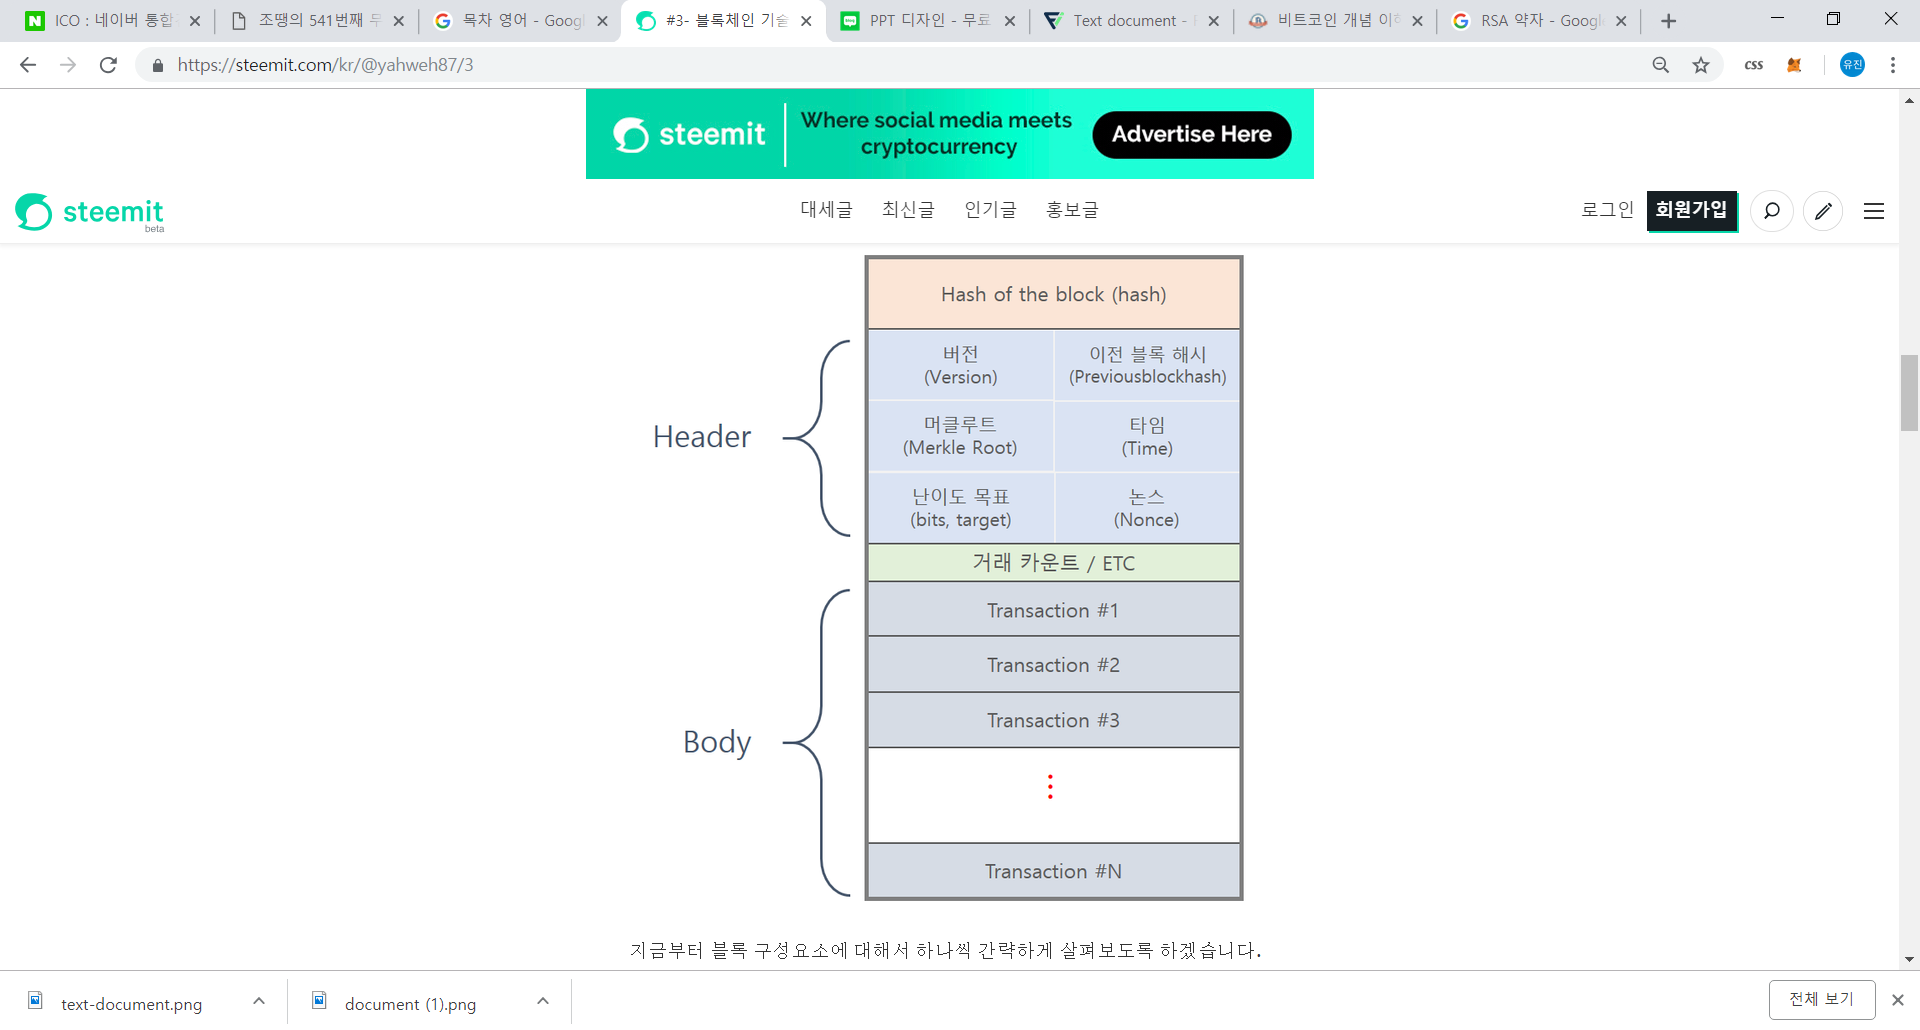 ICO : 네이버 통합
조땡의 541번째 무
목차 영어 - Goog
#3- 블록체인 기술
PPT 디자인 - 무료
Text document -
비트코인 개념 이해
RSA 약자 - Google
https://steemit.com/kr/@yahweh87/3
css
유진
steemit
Where social media meets
cryptocurrency
Advertise Here
steemit
beta
대세글 최신글 인기글 홍보글
로그인 회원가입
Hash of the block (hash)
Header
버전
(Version)
이전 블록 해시
(Previousblockhash)
머클루트
(Merkle Root)
타임
(Time)
난이도 목표
(bits, target)
논스
(Nonce)
거래 카운트 / ETC
Body
Transaction #1
Transaction #2
Transaction #3
Transaction #N
지금부터 블록 구성요소에 대해서 하나씩 간략하게 살펴보도록 하겠습니다.
text-document.png
document (1).png
전체 보기